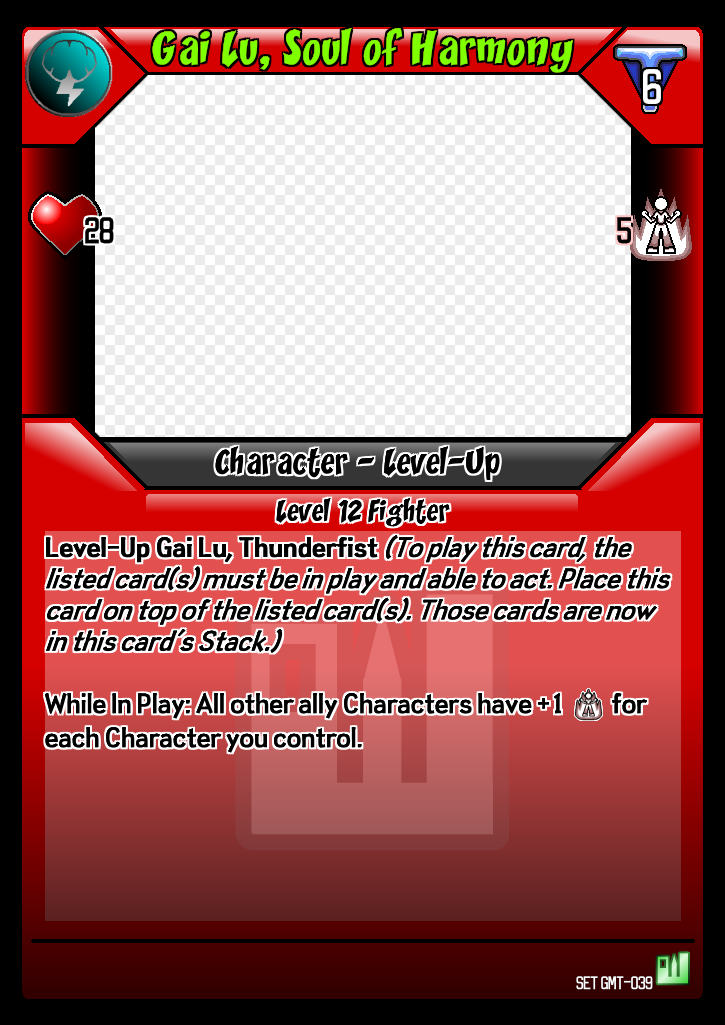 Gai Lu, Soul of Harmony
6
28
5
Character - Level-Up
Level 12 Fighter
Level-Up Gai Lu, Thunderfist (To play this card, the
listed card(s) must be in play and able to act. Place this
card on top of the listed card(s). Those cards are now
in this card's Stack.)
While In Play: All other ally Characters have +1 for
each Character you control.
SET GMT-039